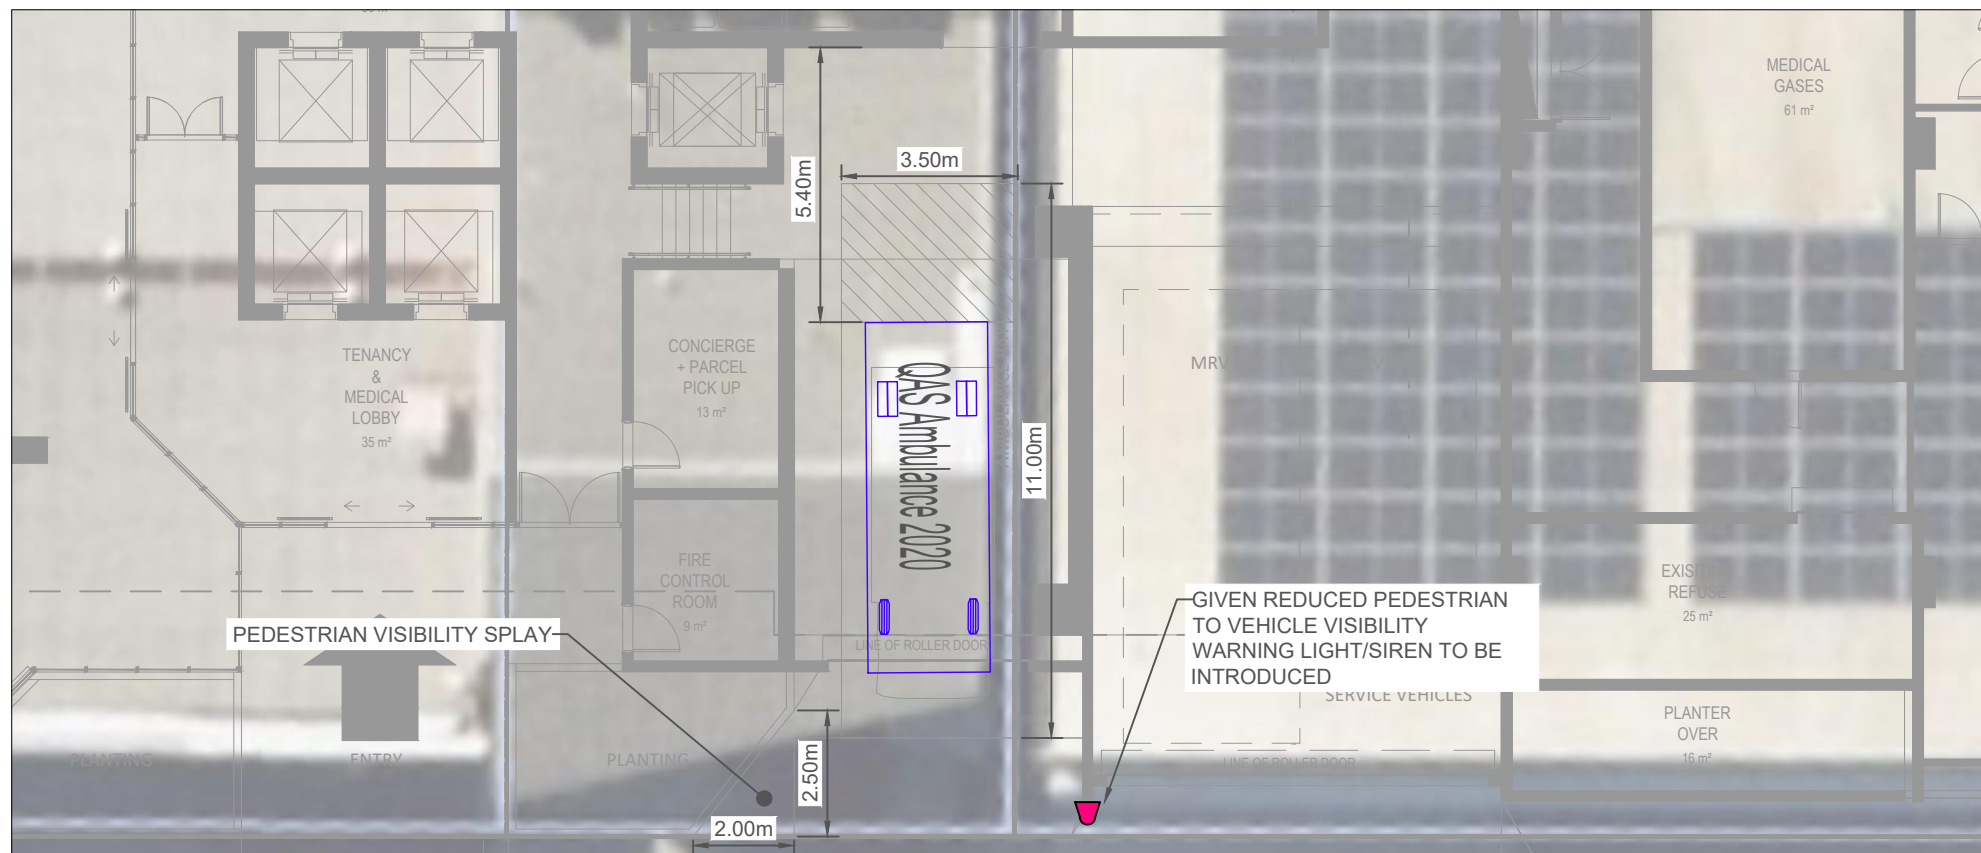 MEDICAL
GASES
61 m²
3.50m
5.40m
11.00m
TENANCY
&
MEDICAL
LOBBY
35 m²
CONCIERGE
+ PARCEL
PICK UP
13 m²
QAS Ambulance 2020
MRV
FIRE
CONTROL
ROOM
9 m²
REFUSE
25 m²
PEDESTRIAN VISIBILITY SPLAY
LINE OF ROLLER DOOR
GIVEN REDUCED PEDESTRIAN
TO VEHICLE VISIBILITY
WARNING LIGHT/SIREN TO BE
INTRODUCED
SERVICE VEHICLES
PLANTER
OVER
16 m²
PLANTING
ENTRY
PLANTING
LINE OF ROLLER DOOR
2.50m
2.00m